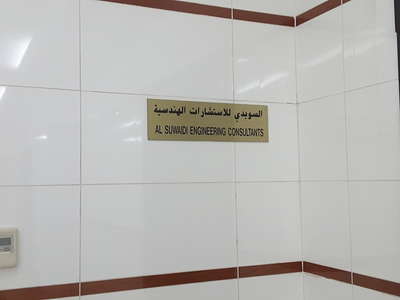 السويدي للاستشارات الهندسية
AL SUWAIDI ENGINEERING CONSULTANTS